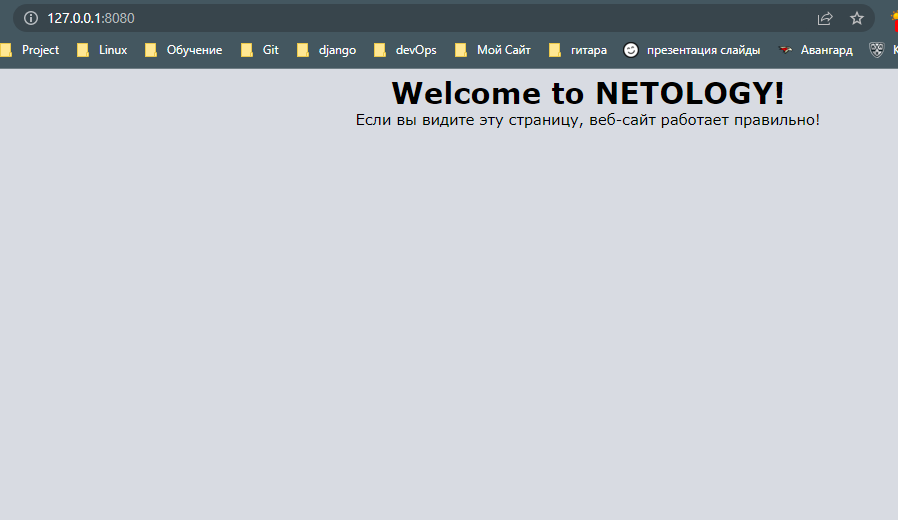 127.0.0.1:8080
Project Linux Обучение Git django devOps Мой Сайт гитара презентация слайды Авангард
Welcome to NETOLOGY!
Если вы видите эту страницу, веб-сайт работает правильно!